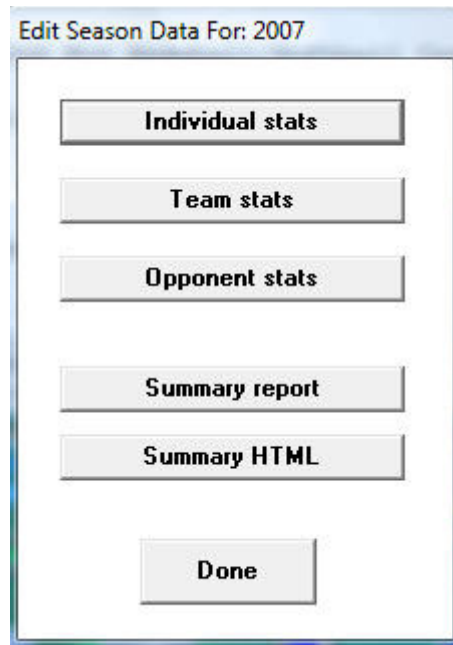 Edit Season Data For: 2007
Individual stats
Team stats
Opponent stats
Summary report
Summary HTML
Done